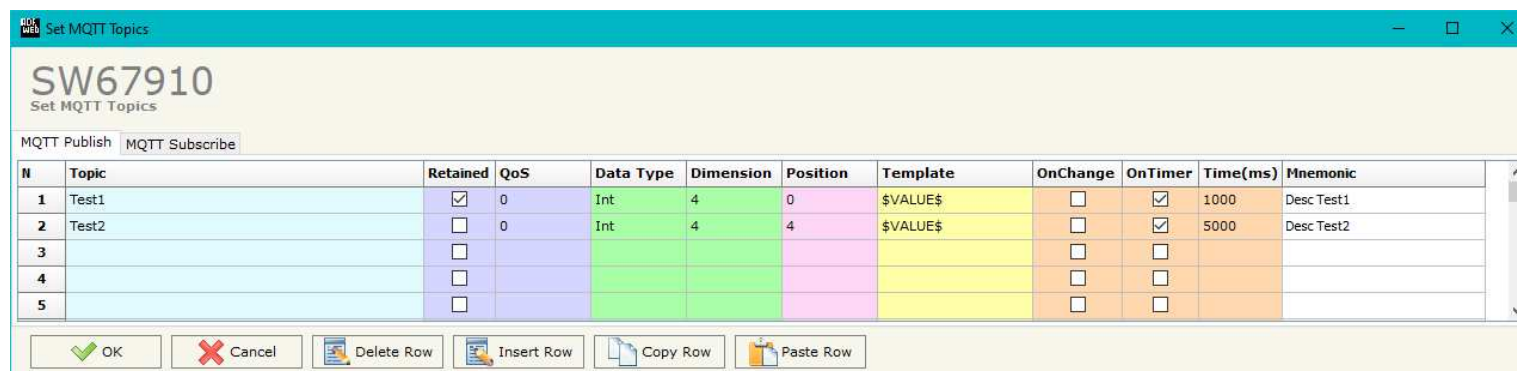 ADF WEB Set MQTT Topics
SW67910
Set MQTT Topics
MQTT Publish MQTT Subscribe
N Topic Retained QoS Data Type Dimension Position Template OnChange OnTimer Time(ms) Mnemonic
1 Test1 0 Int 4 0 $VALUE$ 1000 Desc Test1
2 Test2 0 Int 4 4 $VALUE$ 5000 Desc Test2
3
4
5
OK Cancel Delete Row Insert Row Copy Row Paste Row